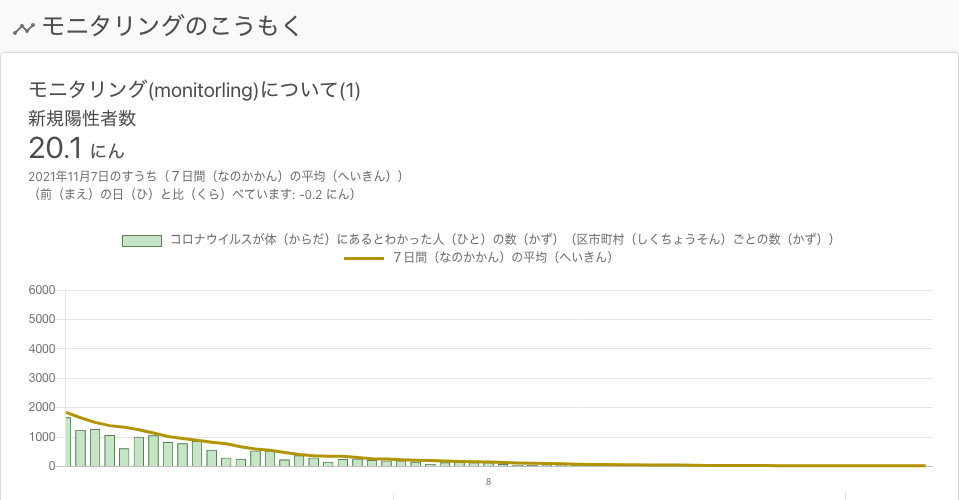 モニタリングのこうもく
モニタリング(monitorling)について(1)
新規陽性者数
20.1 にん
2021年11月7日のすうち（７日間（なのかかん）の平均（へいきん））
（前（まえ）の日（ひ）と比（くら）べています: -0.2 にん）
コロナウイルスが体（からだ）にあるとわかった人（ひと）の数（かず）（区市町村（しくちょうそん）ごとの数（かず））
７日間（なのかかん）の平均（へいきん）
6000
5000
4000
3000
2000
1000
0
8